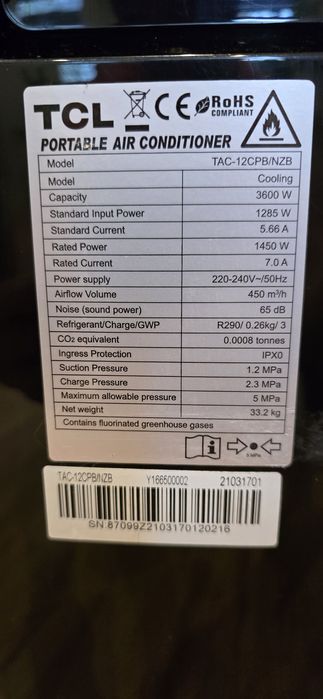 TCL CE RoHS
COMPLIANT
PORTABLE AIR CONDITIONER
Model TAC-12CPB/NZB
Model Cooling
Capacity 3600 W
Standard Input Power 1285 W
Standard Current 5.66 A
Rated Power 1450 W
Rated Current 7.0 A
Power supply 220-240V~/50Hz
Airflow Volume 450 m³/h
Noise (sound power) 65 dB
Refrigerant/Charge/GWP R290/ 0.26kg/ 3
CO₂ equivalent 0.0008 tonnes
Ingress Protection IPX0
Suction Pressure 1.2 MPa
Charge Pressure 2.3 MPa
Maximum allowable pressure 5 MPa
Net weight 33.2 kg
Contains fluorinated greenhouse gases
5 MPa
TAC-12CPB/NZB Y166500002 21031701
SN:87099Z2103170120216